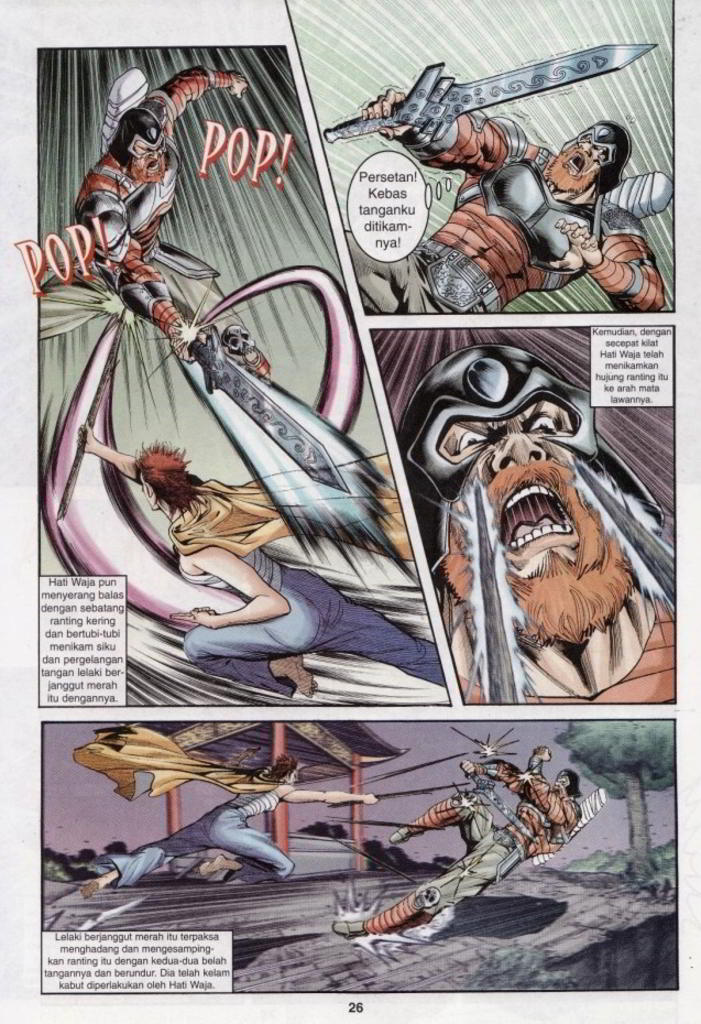 POP!
POP!
Hati Waja pun
menyerang balas
dengan sebatang
ranting kering
dan bertubi-tubi
menikam siku
dan pergelangan
tangan lelaki ber-
janggut merah
itu dengannya.
Persetan!
Kebas
tanganku
ditikam-
nya!
Kemudian, dengan
secepat kilat
Hati Waja telah
menikamkan
hujung ranting itu
ke arah mata
lawannya.
Lelaki berjanggut merah itu terpaksa
menghadang dan mengesamping-
kan ranting itu dengan kedua-dua belah
tangannya dan berundur. Dia telah kelam
kabut diperlakukan oleh Hati Waja.
26